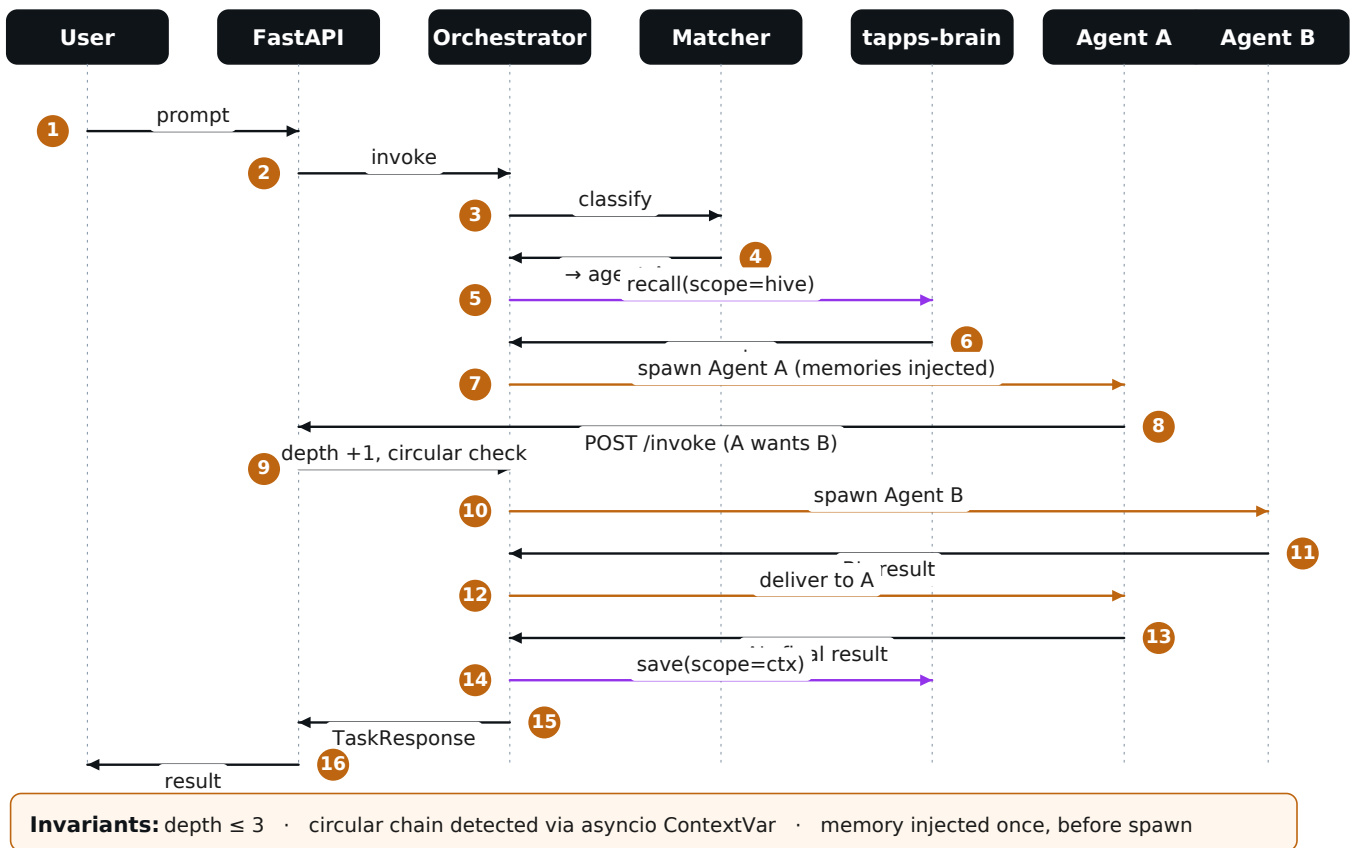 User
FastAPI
Orchestrator
Matcher
tapps-brain
Agent A
Agent B
1
prompt
2
invoke
3
classify
4
→
5
recall(scope=hive)
6
7
spawn Agent A (memories injected)
8
POST /invoke (A wants B)
9
depth +1, circular check
10
spawn Agent B
11
result
12
deliver to A
13
result
14
save(scope=ctx)
15
TaskResponse
16
result
Invariants: depth ≤ 3 · circular chain detected via asyncio ContextVar · memory injected once, before spawn